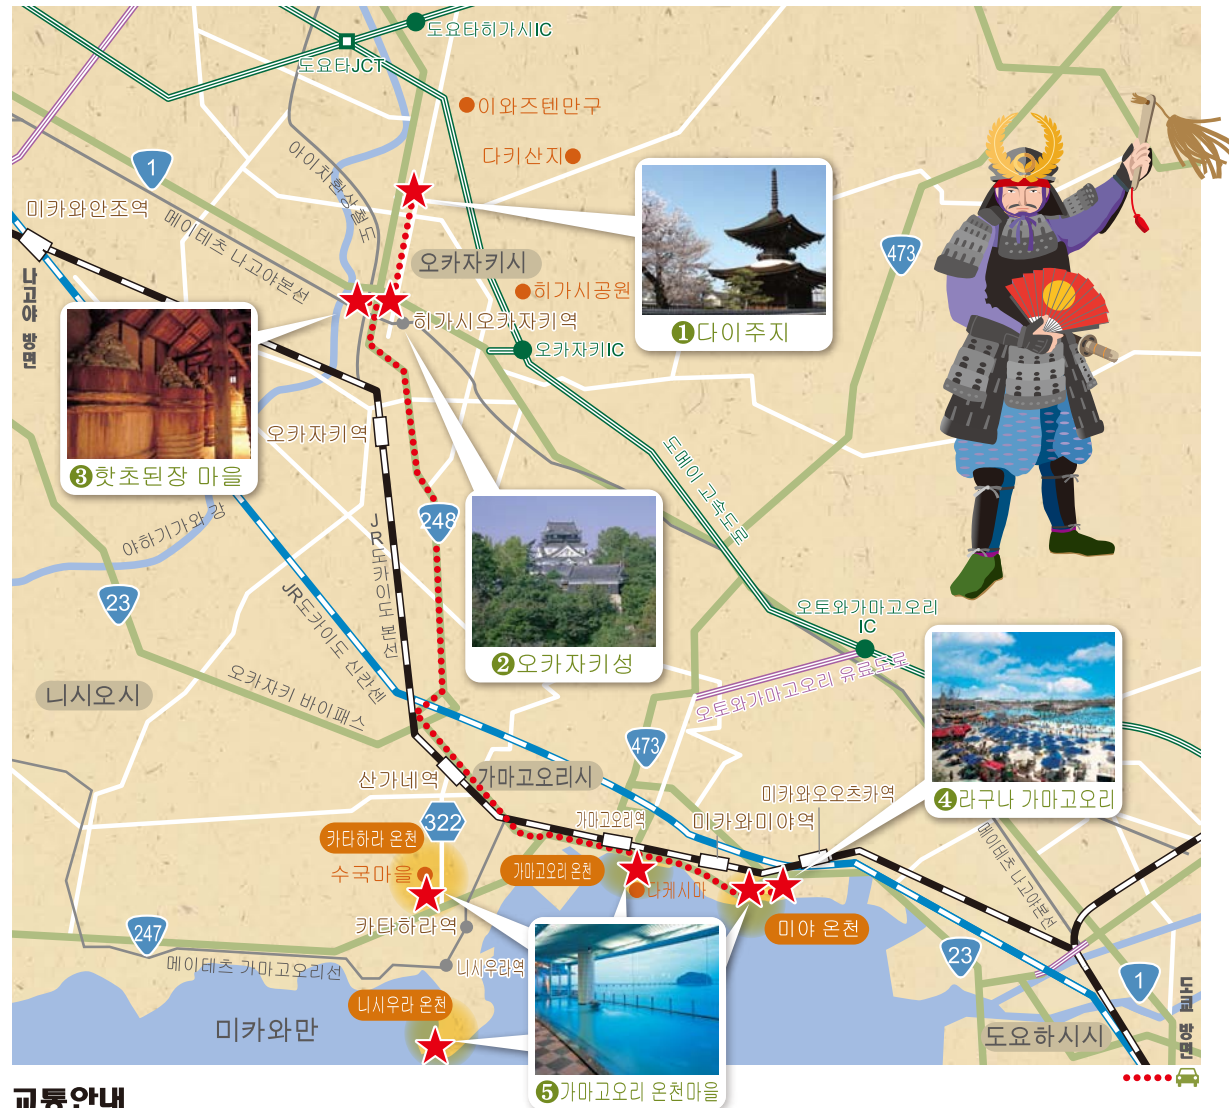 도요타히가시IC
도요타JCT
이와즈텐만구
다키산지
1
아이치환상철도
미카와안조역
메이테츠 나고야본선
나고야 방면
오카자키시
473
히가시공원
❶다이주지
히가시오카자키역
오카자키IC
오카자키역
❸핫초된장 마을
도메이 고속도로
248
야하기가와 강
JR도카이도 본선
23
JR도카이도 신칸센
❷오카자키성
오토와가마고오리
IC
오토와가마고오리 유료도로
니시오시
오카자키 바이패스
473
산가네역
가마고오리시
미카와오오츠카역
❹라구나 가마고오리
322
가마고오리역
미카와미야역
카타하라 온천
수국마을
가마고오리 온천
다케시마
메이테츠 나고야본선
카타하라역
미야 온천
247
23
메이테츠 가마고오리선
니시우라역
1
니시우라 온천
미카와만
도쿄 방면
도요하시시
❺가마고오리 온천마을
교통안내